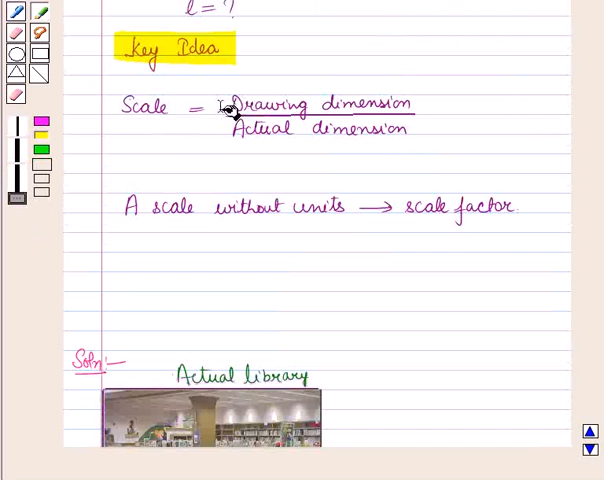 l = ?
Key Idea
Scale = Drawing dimension
Actual dimension
A scale without units → scale factor.
Soln:-
Actual library